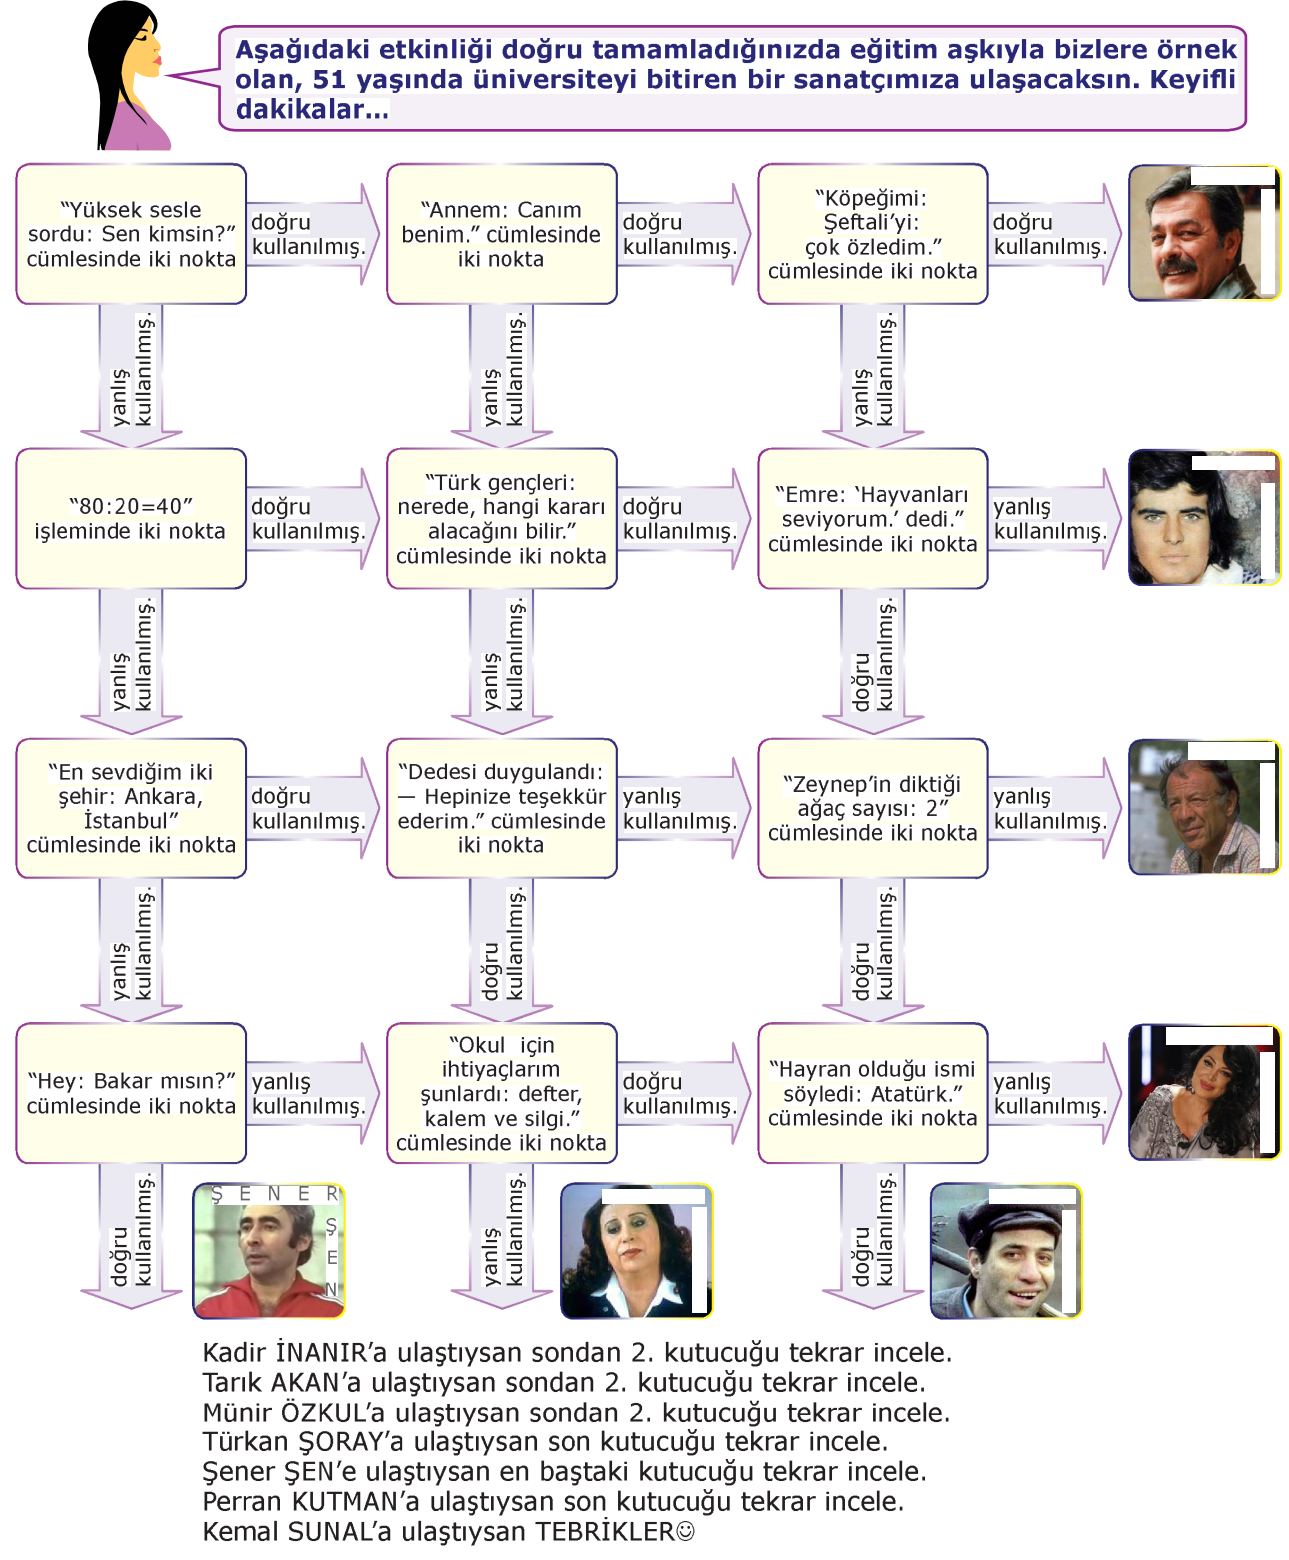 Aşağıdaki etkinliği doğru tamamladığınızda eğitim aşkıyla bizlere örnek
olan, 51 yaşında üniversiteyi bitiren bir sanatçımıza ulaşacaksın. Keyifli
dakikalar...
“Yüksek sesle
sordu: Sen kimsin?”
cümlesinde iki nokta
doğru
kullanılmış.
“Annem: Canım
benim.” cümlesinde
iki nokta
doğru
kullanılmış.
“Köpeğimi:
Şeftali’yi:
çok özledim.”
cümlesinde iki nokta
doğru
kullanılmış.
yanlış
kullanılmış.
yanlış
kullanılmış.
yanlış
kullanılmış.
“80:20=40”
işleminde iki nokta
doğru
kullanılmış.
“Türk gençleri:
nerede, hangi kararı
alacağını bilir.”
cümlesinde iki nokta
doğru
kullanılmış.
“Emre: ‘Hayvanları
seviyorum.’ dedi.”
cümlesinde iki nokta
yanlış
kullanılmış.
yanlış
kullanılmış.
yanlış
kullanılmış.
doğru
kullanılmış.
“En sevdiğim iki
şehir: Ankara,
İstanbul”
cümlesinde iki nokta
doğru
kullanılmış.
“Dedesi duygulandı:
— Hepinize teşekkür
ederim.” cümlesinde
iki nokta
yanlış
kullanılmış.
“Zeynep’in diktiği
ağaç sayısı: 2”
cümlesinde iki nokta
yanlış
kullanılmış.
yanlış
kullanılmış.
doğru
kullanılmış.
doğru
kullanılmış.
“Hey: Bakar mısın?”
cümlesinde iki nokta
yanlış
kullanılmış.
“Okul için
ihtiyaçlarım
şunlardı: defter,
kalem ve silgi.”
cümlesinde iki nokta
doğru
kullanılmış.
“Hayran olduğu ismi
söyledi: Atatürk.”
cümlesinde iki nokta
yanlış
kullanılmış.
doğru
kullanılmış.
ŞENER
ŞEN
yanlış
kullanılmış.
doğru
kullanılmış.
Kadir İNANIR’a ulaştıysan sondan 2. kutucuğu tekrar incele.
Tarık AKAN’a ulaştıysan sondan 2. kutucuğu tekrar incele.
Münir ÖZKUL’a ulaştıysan sondan 2. kutucuğu tekrar incele.
Türkan ŞORAY’a ulaştıysan son kutucuğu tekrar incele.
Şener ŞEN’e ulaştıysan en baştaki kutucuğu tekrar incele.
Perran KUTMAN’a ulaştıysan son kutucuğu tekrar incele.
Kemal SUNAL’a ulaştıysan TEBRİKLER☺